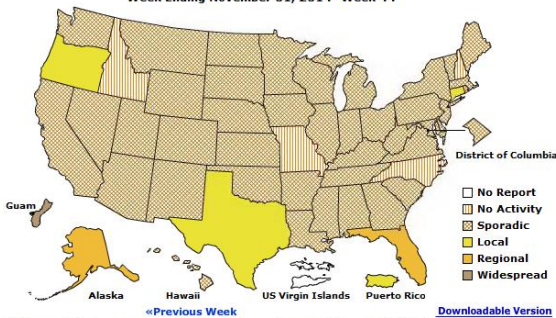 District of Columbia
No Report
No Activity
Sporadic
Guam
Local
Regional
Widespread
Alaska
Hawaii
US Virgin Islands
Puerto Rico
«Previous Week
Downloadable Version